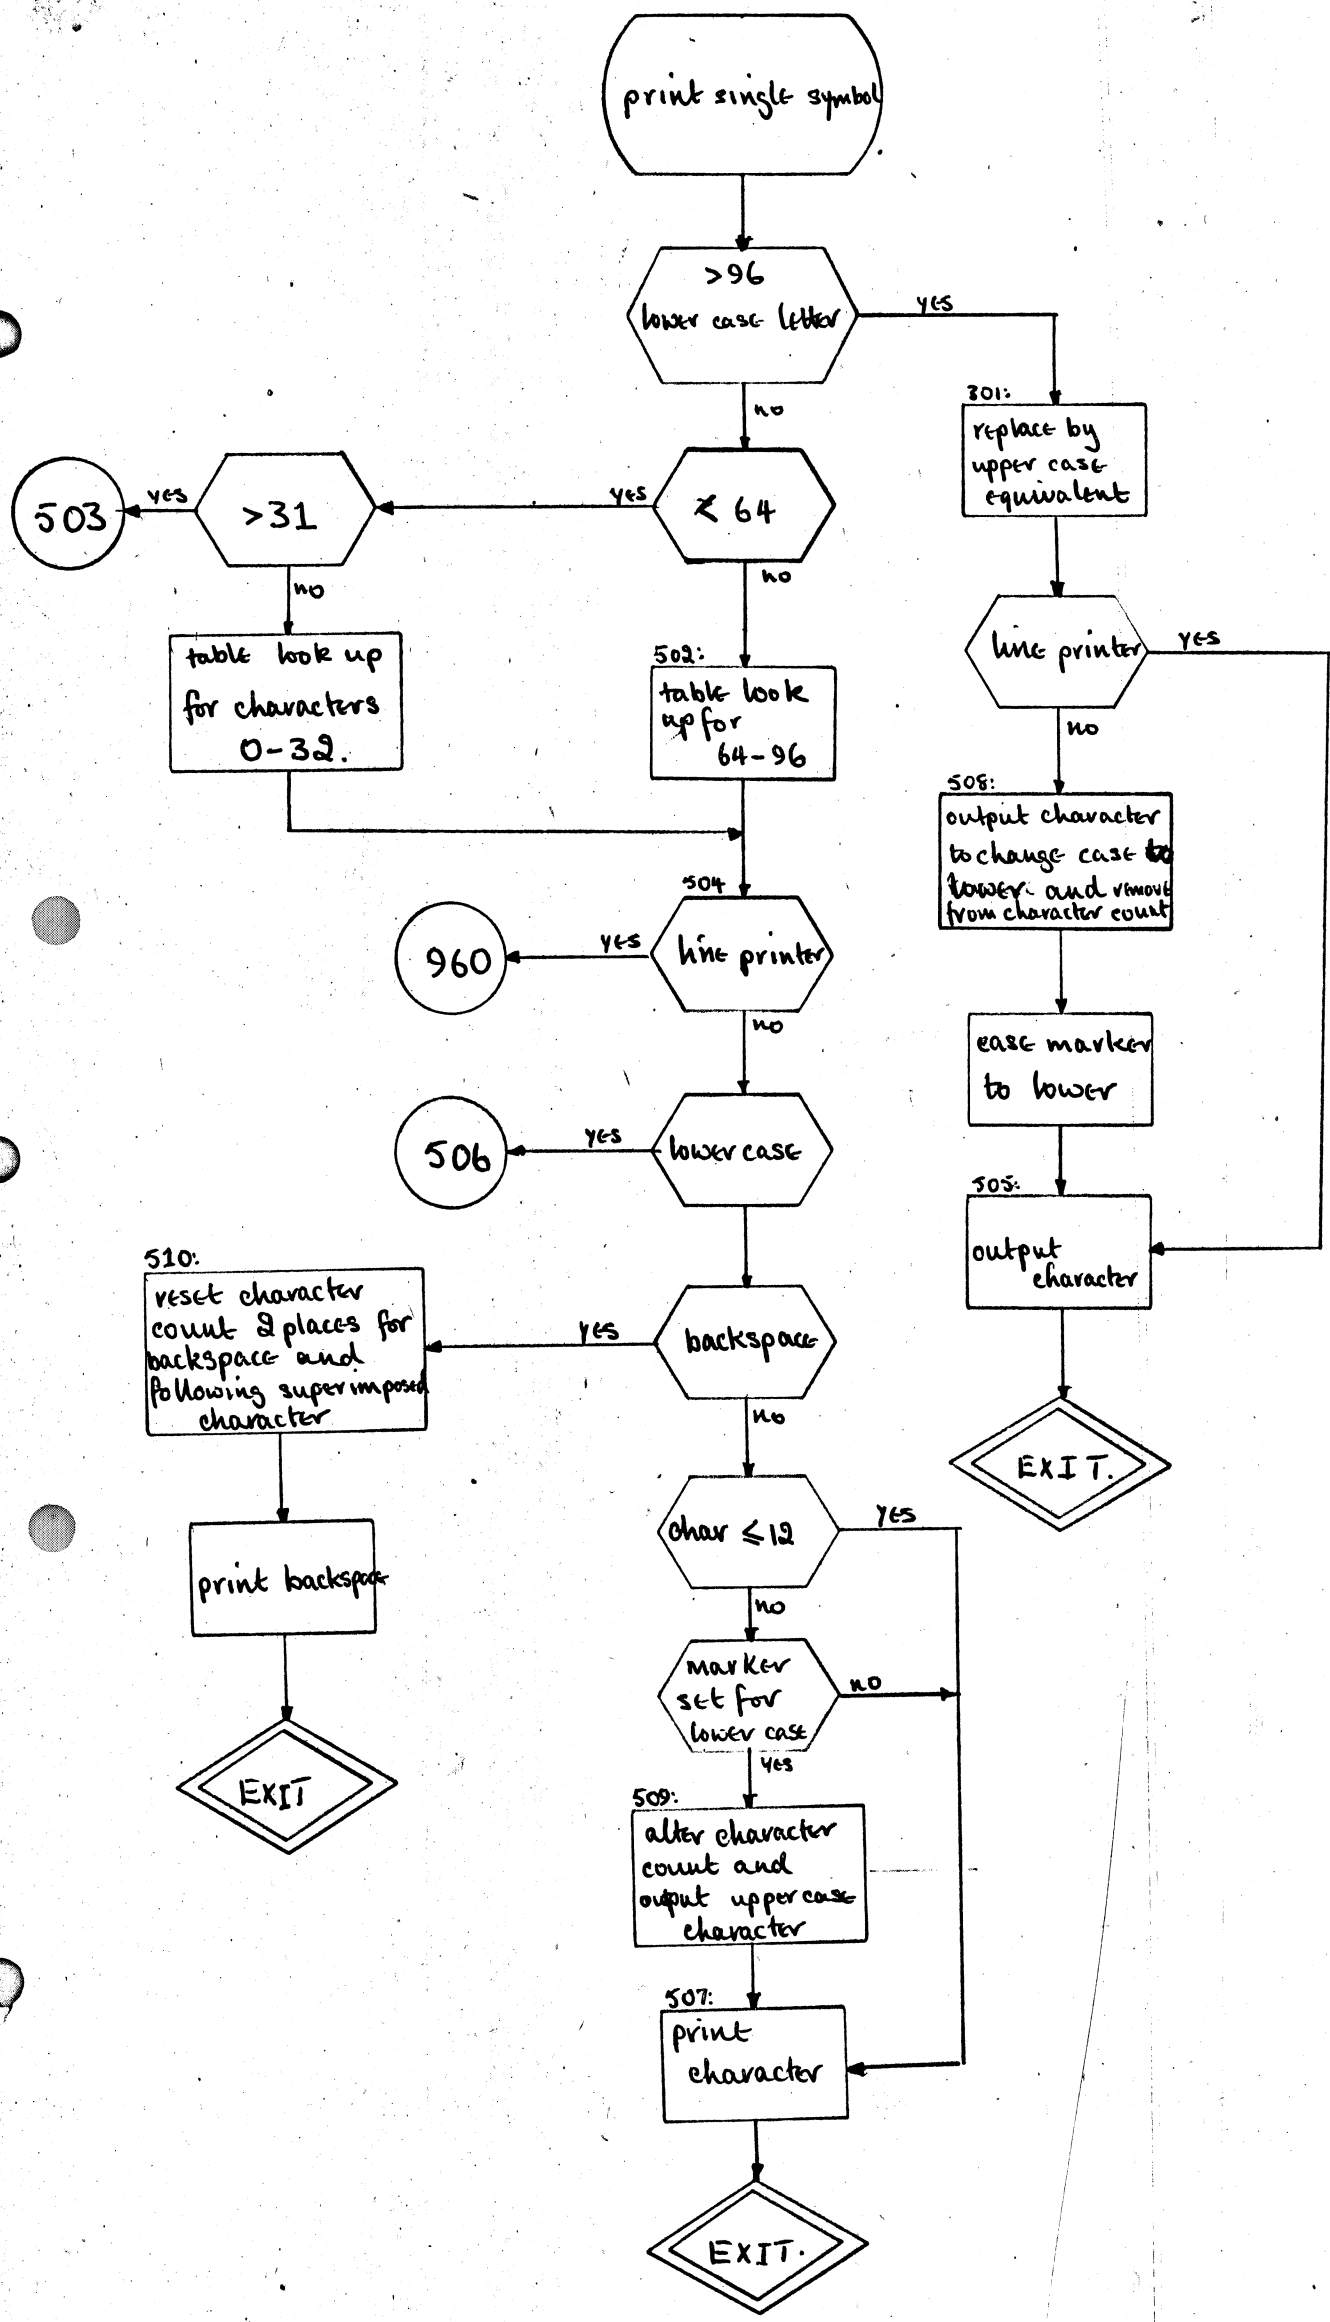 print single symbol
>96
lower case letter
YES
no
301:
replace by
upper case
equivalent
503
YES
>31
YES
< 64
no
no
line printer
YES
no
table look up
for characters
0-32.
502:
table look
up for
64-96
508:
output character
to change case to
lower. and remove
from character count
504
line printer
YES
960
no
case marker
to lower
lower case
YES
506
505:
output
character
EXIT.
510:
reset character
count 2 places for
backspace and
following superimposed
character
YES
backspace
no
print backspace
EXIT
char ≤12
YES
no
marker
set for
lower case
no
YES
509:
alter character
count and
output upper case
character
507:
print
character
EXIT.